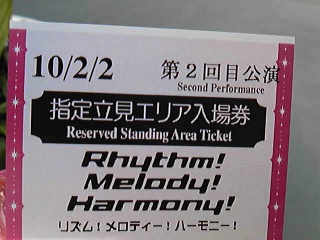 10/2/2 第2回目公演
Second Performance
指定立見エリア入場券
Reserved Standing Area Ticket
Rhythm!
Melody!
Harmony!
リズム!メロディー!ハーモニー!